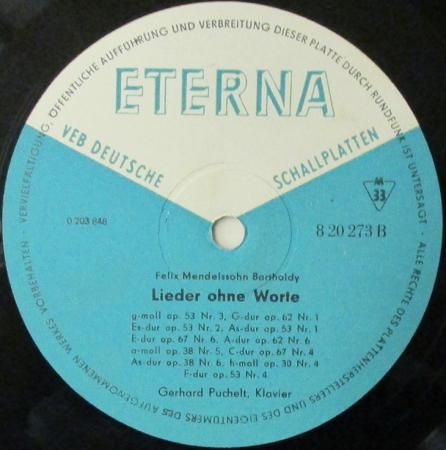 VERVIELFÄLTIGUNG, ÖFFENTLICHE AUFFÜHRUNG UND VERBREITUNG DIESER PLATTE DURCH RUNDFUNK IST UNTERSAGT · ALLE RECHTE DES PLATTENHERSTELLERS UND DES EIGENTUMERS DES AUFGENOMMENEN WERKES VORBEHALTEN ·
ETERNA
VEB DEUTSCHE SCHALLPLATTEN
M
33
0 203 848
8 20 273 B
Felix Mendelssohn Bartholdy
Lieder ohne Worte
g-moll op. 53 Nr. 3, G-dur op. 62 Nr. 1
Es-dur op. 53 Nr. 2, As-dur op. 53 Nr. 1
E-dur op. 67 Nr. 6, A-dur op. 62 Nr. 6
a-moll op. 38 Nr. 5, C-dur op. 67 Nr. 4
As-dur op. 38 Nr. 6, h-moll op. 30 Nr. 4
F-dur op. 53 Nr. 4
Gerhard Puchelt, Klavier